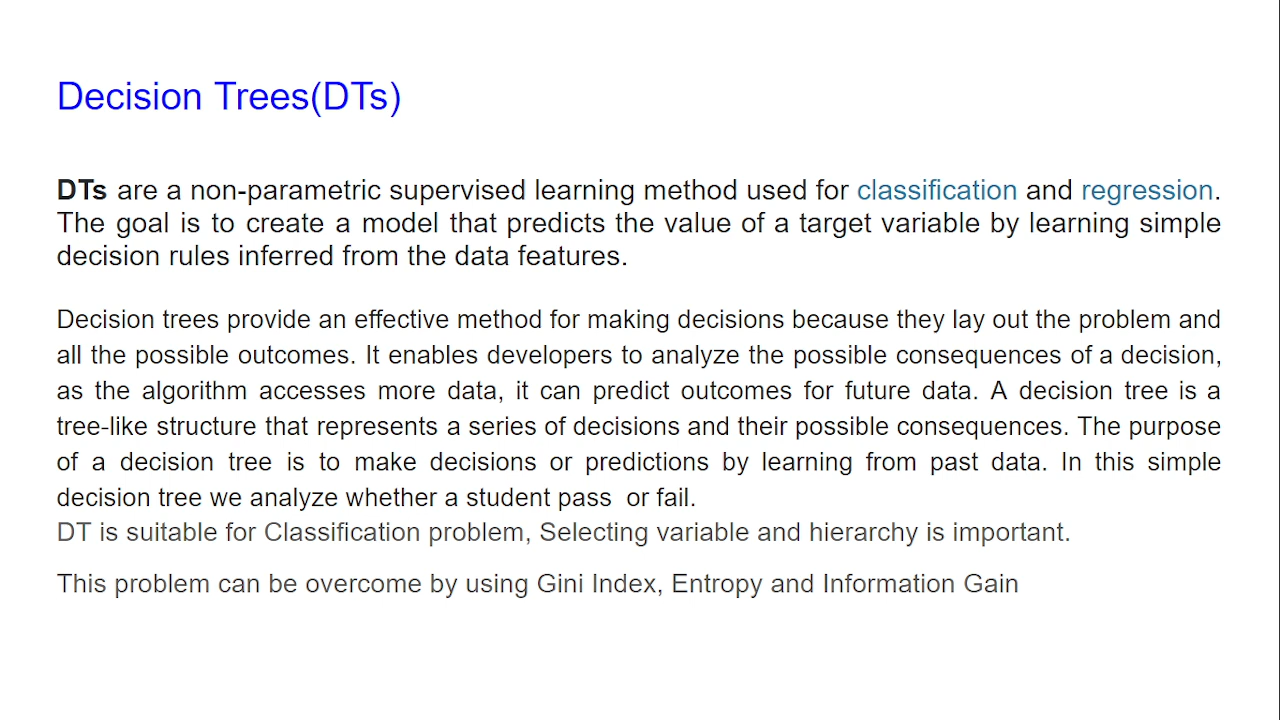 Decision Trees(DTs)
DTs are a non-parametric supervised learning method used for classification and regression.
The goal is to create a model that predicts the value of a target variable by learning simple
decision rules inferred from the data features.
Decision trees provide an effective method for making decisions because they lay out the problem and
all the possible outcomes. It enables developers to analyze the possible consequences of a decision,
as the algorithm accesses more data, it can predict outcomes for future data. A decision tree is a
tree-like structure that represents a series of decisions and their possible consequences. The purpose
of a decision tree is to make decisions or predictions by learning from past data. In this simple
decision tree we analyze whether a student pass  or fail.
DT is suitable for Classification problem, Selecting variable and hierarchy is important.
This problem can be overcome by using Gini Index, Entropy and Information Gain